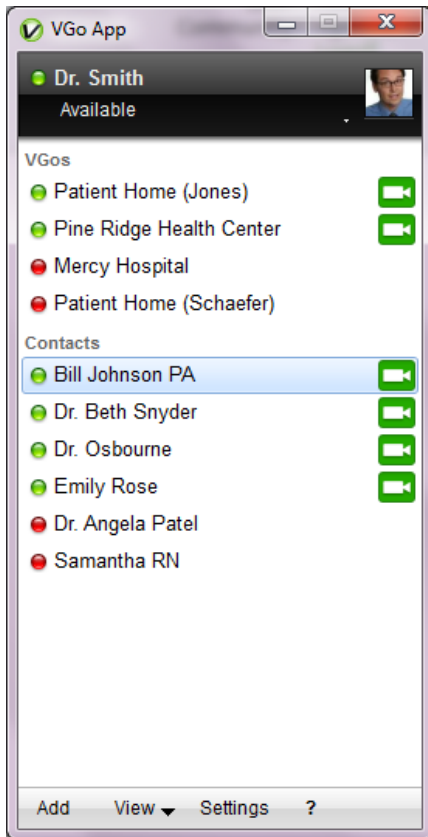 VGo App
Dr. Smith
Available
VGos
Patient Home (Jones)
Pine Ridge Health Center
Mercy Hospital
Patient Home (Schaefer)
Contacts
Bill Johnson PA
Dr. Beth Snyder
Dr. Osbourne
Emily Rose
Dr. Angela Patel
Samantha RN
Add View Settings ?